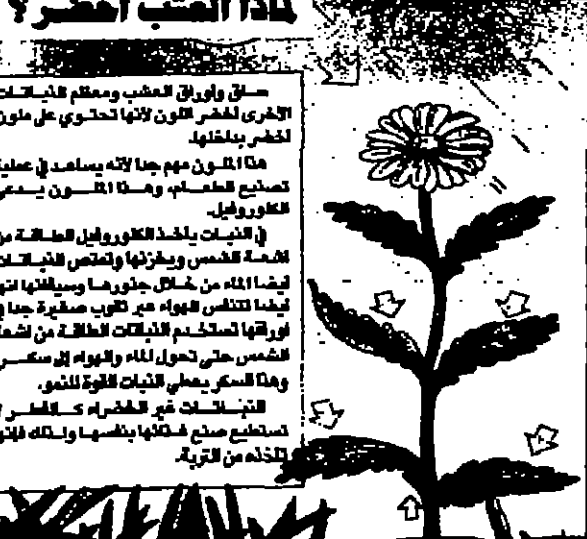 لماذا العشب أخضر؟
ساق وأوراق العشب ومعظم النباتات
الأخرى أخضر اللون لأنها تحتوي على ملون
أخضر بداخلها.
هذا الملون مهم جدا لأنه يساعد في عملية
تصنيع الطعام، وهذا الملون يدعى
الكلوروفيل.
في النبات يأخذ الكلوروفيل الطاقة من
أشعة الشمس ويخزنها وتمتص النباتات
أيضا الماء من خلال جذورها وسيقانها انها
أيضا تتنفس الهواء عبر ثقوب صغيرة جدا في
أوراقها تستخدم النباتات الطاقة من أشعة
الشمس حتى تحول الماء والهواء إلى سكر
وهذا السكر يعطي النبات القوة للنمو.
النباتات غير الخضراء كالفطر لا
تستطيع صنع غذائها بنفسها ولذلك فإنها
تأخذه من التربة.